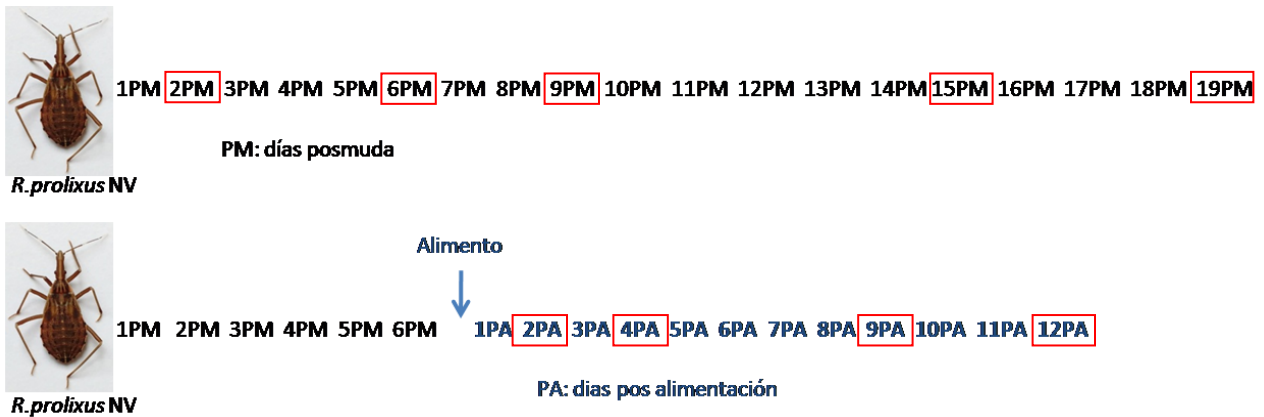 1PM 2PM 3PM 4PM 5PM 6PM 7PM 8PM 9PM 10PM 11PM 12PM 13PM 14PM 15PM 16PM 17PM 18PM 19PM
PM: días posmuda
R.prolixus NV
Alimento
1PM 2PM 3PM 4PM 5PM 6PM 1PA 2PA 3PA 4PA 5PA 6PA 7PA 8PA 9PA 10PA 11PA 12PA
PA: dias pos alimentación
R.prolixus NV